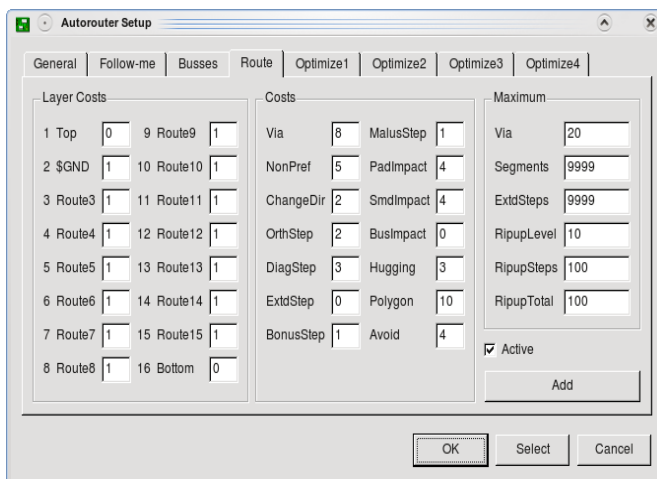 Autorouter Setup
General Follow-me Busses Route Optimize1 Optimize2 Optimize3 Optimize4
Layer Costs
1 Top 0 9 Route9 1
2 $GND 1 10 Route10 1
3 Route3 1 11 Route11 1
4 Route4 1 12 Route12 1
5 Route5 1 13 Route13 1
6 Route6 1 14 Route14 1
7 Route7 1 15 Route15 1
8 Route8 1 16 Bottom 0
Costs
Via 8 MalusStep 1
NonPref 5 PadImpact 4
ChangeDir 2 SmdImpact 4
OrthStep 2 BusImpact 0
DiagStep 3 Hugging 3
ExtdStep 0 Polygon 10
BonusStep 1 Avoid 4
Maximum
Via 20
Segments 9999
ExtdSteps 9999
RipupLevel 10
RipupSteps 100
RipupTotal 100
Active
Add
OK Select Cancel